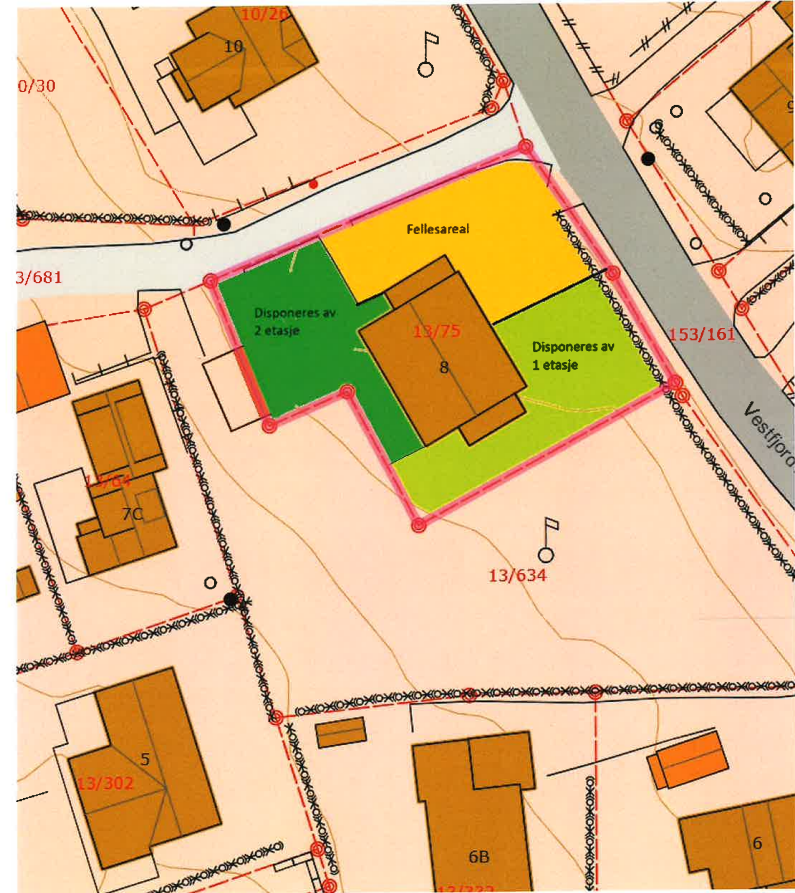 10/26
10
0/30
Fellesareal
3/681
Disponeres av
2 etasje
13/75
8
Disponeres av
1 etasje
153/161
Vestfjord
7C
13/634
5
13/302
6B
6